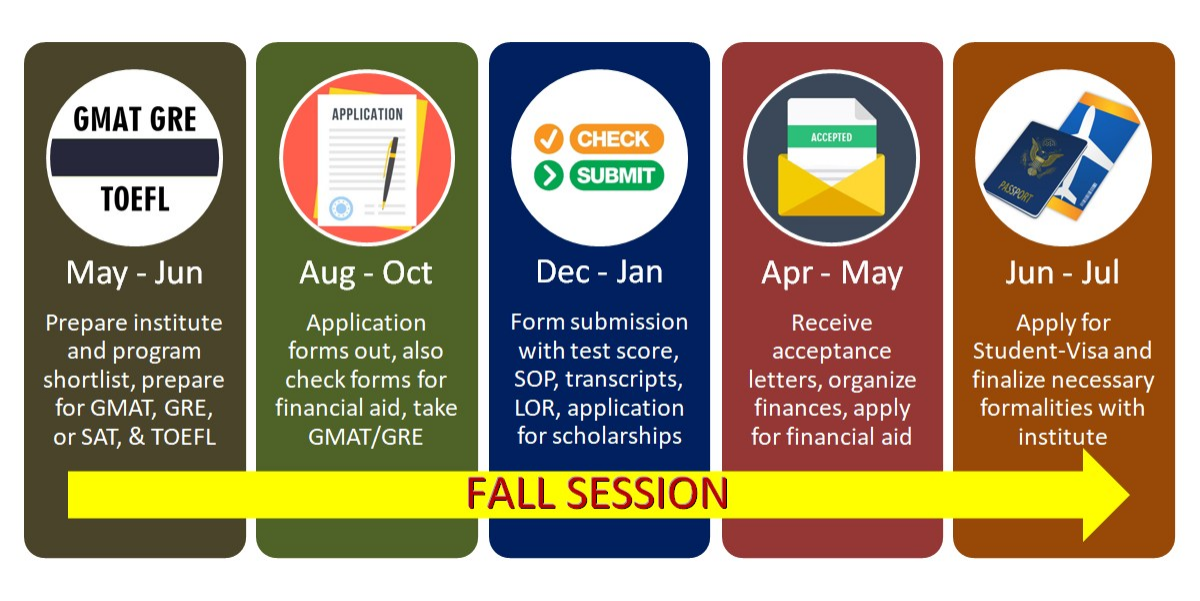 GMAT GRE
TOEFL
May - Jun
Prepare institute
and program
shortlist, prepare
for GMAT, GRE,
or SAT, & TOEFL
APPLICATION
Aug - Oct
Application
forms out, also
check forms for
financial aid, take
GMAT/GRE
CHECK
SUBMIT
Dec - Jan
Form submission
with test score,
SOP, transcripts,
LOR, application
for scholarships
ACCEPTED
Apr - May
Receive
acceptance
letters, organize
finances, apply
for financial aid
PASSPORT
Jun - Jul
Apply for
Student-Visa and
finalize necessary
formalities with
institute
FALL SESSION